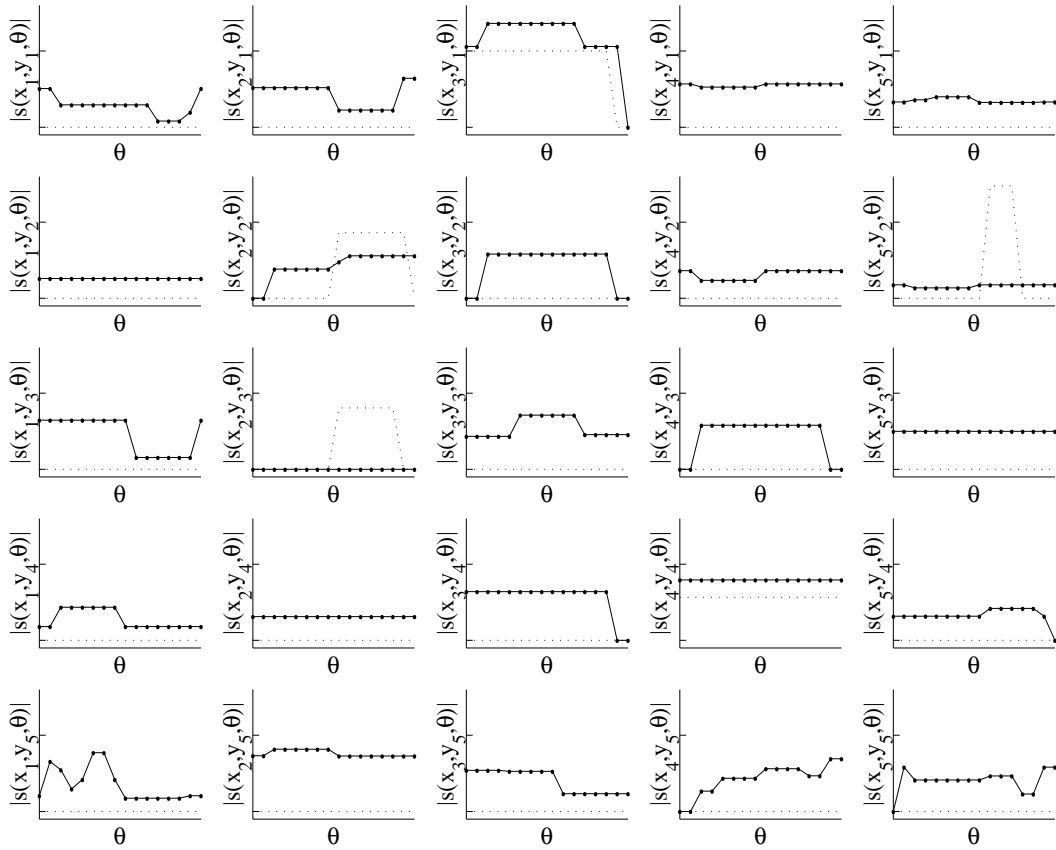 |s(x₁,y₁,θ)| |s(x₂,y₁,θ)| |s(x₃,y₁,θ)| |s(x₄,y₁,θ)| |s(x₅,y₁,θ)|
θ θ θ θ θ
|s(x₁,y₂,θ)| |s(x₂,y₂,θ)| |s(x₃,y₂,θ)| |s(x₄,y₂,θ)| |s(x₅,y₂,θ)|
θ θ θ θ θ
|s(x₁,y₃,θ)| |s(x₂,y₃,θ)| |s(x₃,y₃,θ)| |s(x₄,y₃,θ)| |s(x₅,y₃,θ)|
θ θ θ θ θ
|s(x₁,y₄,θ)| |s(x₂,y₄,θ)| |s(x₃,y₄,θ)| |s(x₄,y₄,θ)| |s(x₅,y₄,θ)|
θ θ θ θ θ
|s(x₁,y₅,θ)| |s(x₂,y₅,θ)| |s(x₃,y₅,θ)| |s(x₄,y₅,θ)| |s(x₅,y₅,θ)|
θ θ θ θ θ